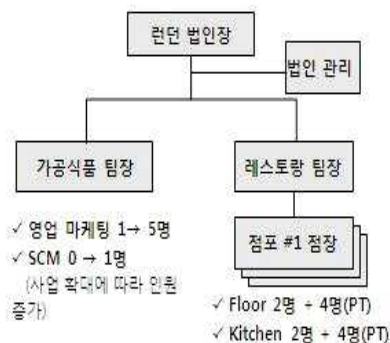 런던 법인장
법인 관리
가공식품 팀장
레스토랑 팀장
✓ 영업 마케팅 1→ 5명
✓ SCM 0 → 1명
(사업 확대에 따라 인원
증가)
점포 #1 점장
✓ Floor 2명 + 4명(PT)
✓ Kitchen 2명 + 4명(PT)